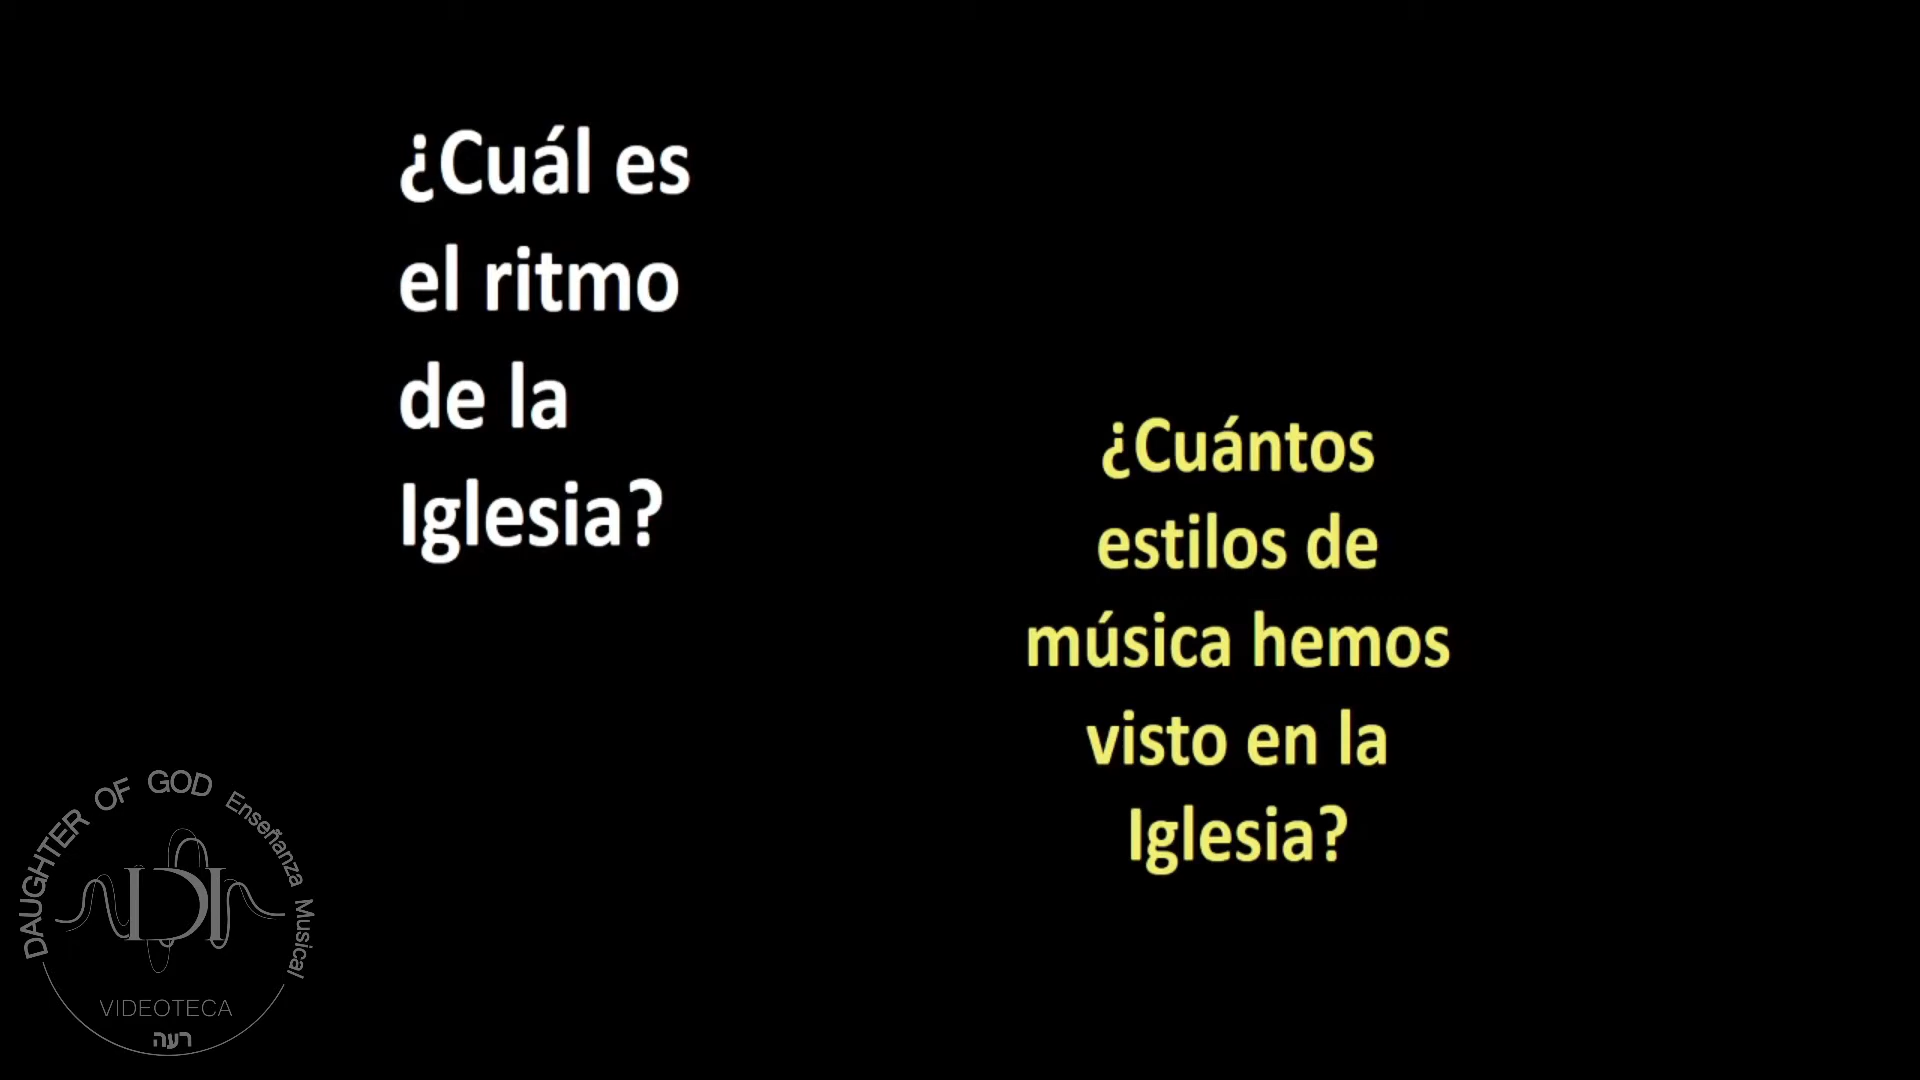 ¿Cuál es
el ritmo
de la
Iglesia?
¿Cuántos
estilos de
música hemos
visto en la
Iglesia?
DAUGHTER OF GOD Enseñanza Musical
VIDEOTECA
רעה